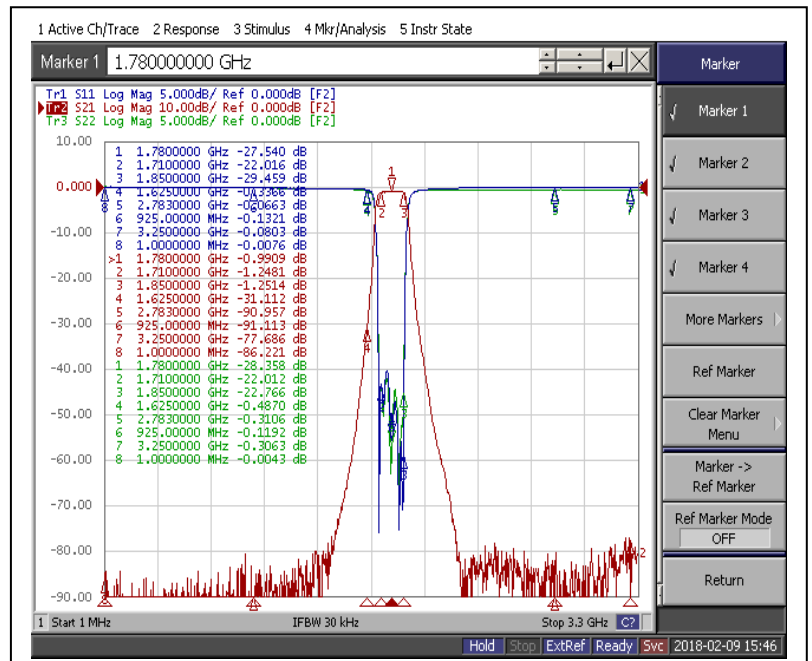 1 Active Ch/Trace 2 Response 3 Stimulus 4 Mkr/Analysis 5 Instr State
Marker 1 1.780000000 GHz
Marker
Tr1 S11 Log Mag 5.000dB/ Ref 0.000dB [F2]
Tr2 S21 Log Mag 10.00dB/ Ref 0.000dB [F2]
Tr3 S22 Log Mag 5.000dB/ Ref 0.000dB [F2]
10.00
0.000
-10.00
-20.00
-30.00
-40.00
-50.00
-60.00
-70.00
-80.00
-90.00
1 1.7800000 GHz -27.540 dB
2 1.7100000 GHz -22.016 dB
3 1.8500000 GHz -29.459 dB
4 1.6250000 GHz -0.3366 dB
5 2.7830000 GHz -0.0663 dB
6 925.00000 MHz -0.1321 dB
7 3.2500000 GHz -0.0803 dB
8 1.0000000 MHz -0.0076 dB
>1 1.7800000 GHz -0.9909 dB
2 1.7100000 GHz -1.2481 dB
3 1.8500000 GHz -1.2514 dB
4 1.6250000 GHz -31.112 dB
5 2.7830000 GHz -90.957 dB
6 925.00000 MHz -91.113 dB
7 3.2500000 GHz -77.686 dB
8 1.0000000 MHz -86.221 dB
1 1.7800000 GHz -28.358 dB
2 1.7100000 GHz -22.012 dB
3 1.8500000 GHz -22.766 dB
4 1.6250000 GHz -0.4870 dB
5 2.7830000 GHz -0.3106 dB
6 925.00000 MHz -0.1192 dB
7 3.2500000 GHz -0.3063 dB
8 1.0000000 MHz -0.0043 dB
Marker 1
Marker 2
Marker 3
Marker 4
More Markers
Ref Marker
Clear Marker
Menu
Marker ->
Ref Marker
Ref Marker Mode
OFF
Return
1 Start 1 MHz IFBW 30 kHz Stop 3.3 GHz C?
Hold Stop ExtRef Ready Svc 2018-02-09 15:46